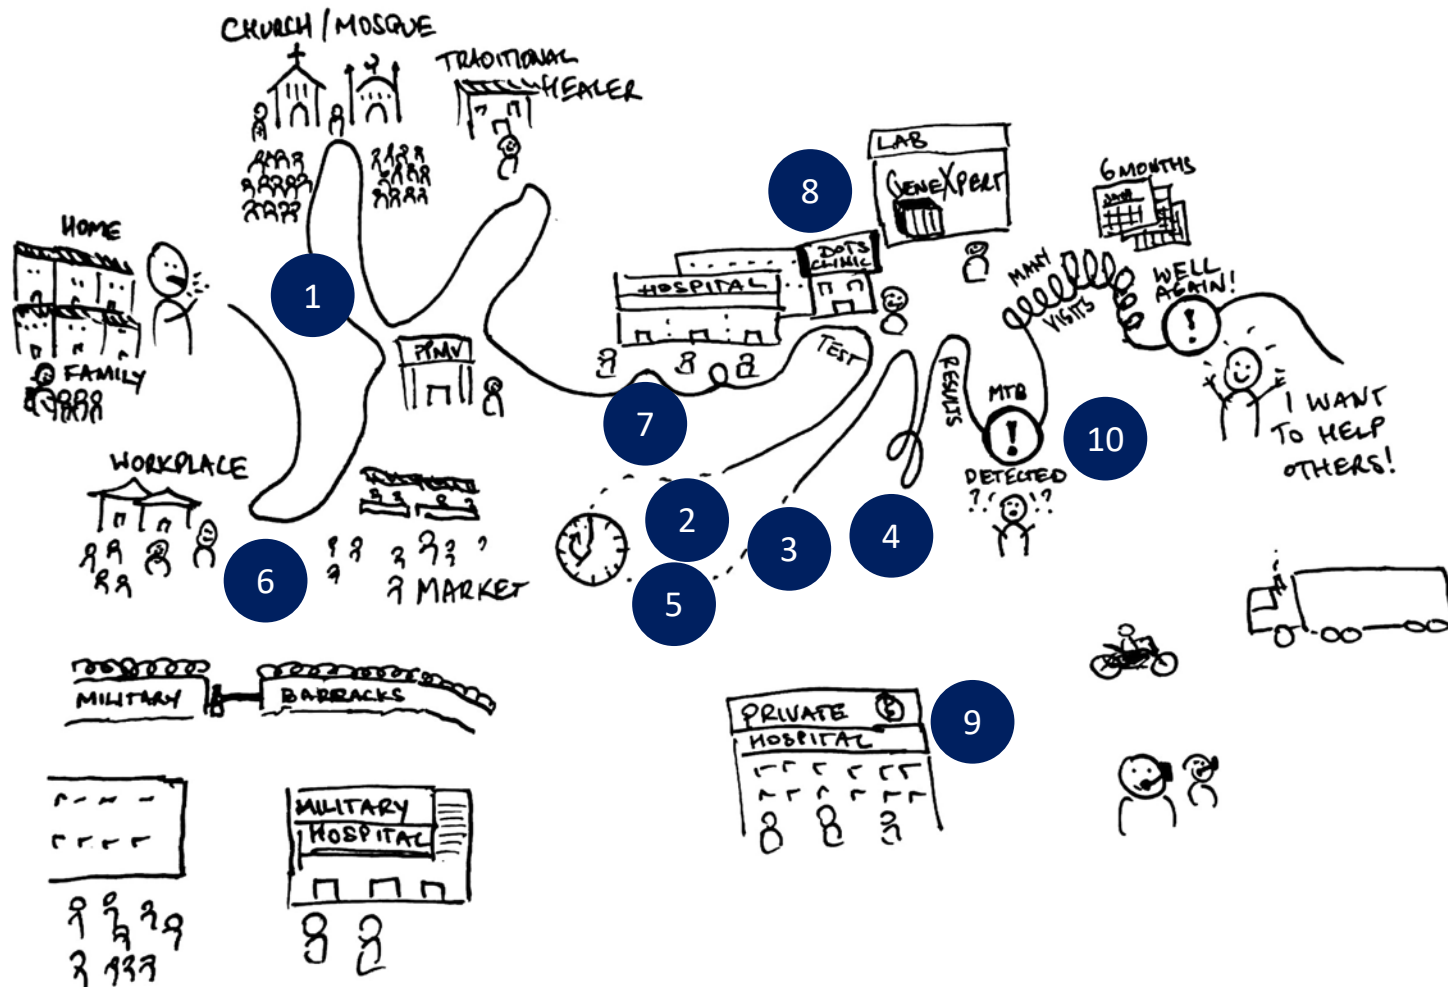 CHURCH / MOSQUE
TRADITIONAL
HEALER
HOME
FAMILY
1
PPMV
WORKPLACE
MARKET
6
MILITARY
BARRACKS
MILITARY
HOSPITAL
HOSPITAL
DOTS
CLINIC
8
LAB
GENEXPERT
TEST
7
2
5
3
4
RESULTS
MTB
!
DETECTED
??
!?
10
MANY
VISITS
6 MONTHS
WELL
AGAIN!
!
I WANT
TO HELP
OTHERS!
PRIVATE
HOSPITAL
9